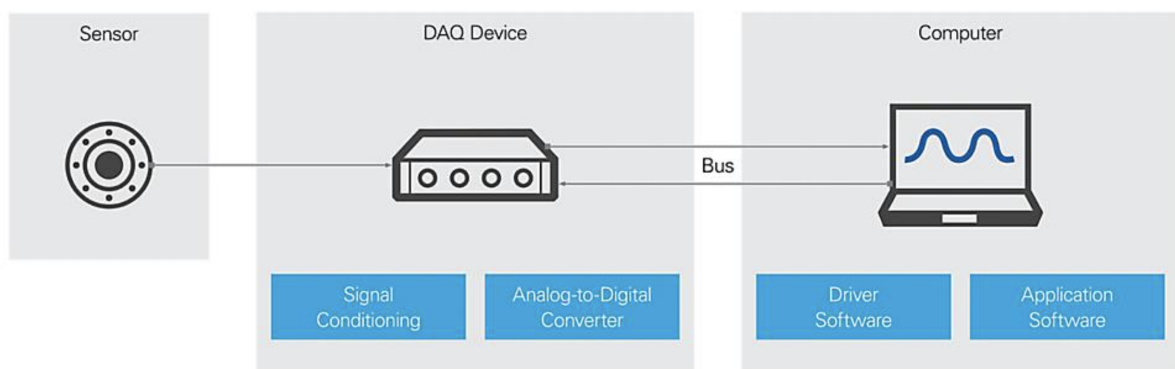 Sensor
DAQ Device
Computer
Bus
Signal
Conditioning
Analog-to-Digital
Converter
Driver
Software
Application
Software